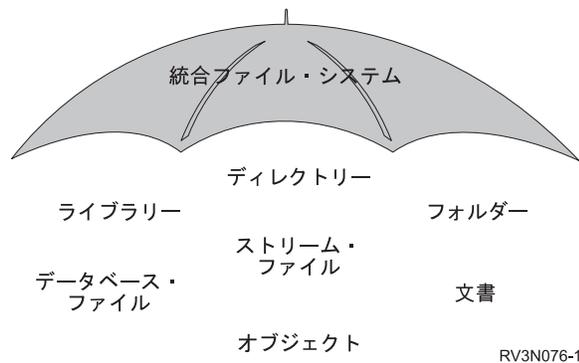 統合ファイル・システム
ディレクトリー
ライブラリー
フォルダー
ストリーム・
ファイル
データベース・
ファイル
文書
オブジェクト
RV3N076-1